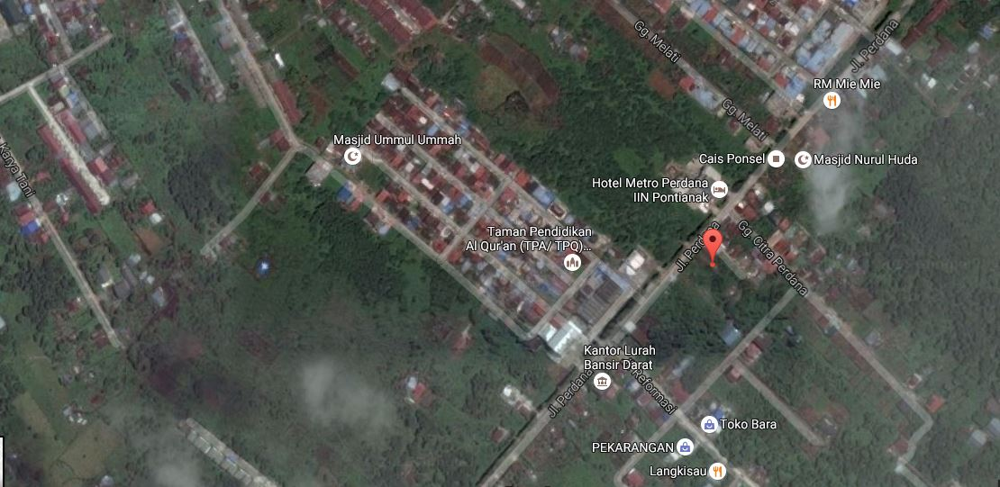 Gg. Melati
Jl. Perdana
RM Mie Mie
Gg. Melati
Masjid Ummul Ummah
Karya Tani
Cais Ponsel
Masjid Nurul Huda
Hotel Metro Perdana
IIN Pontianak
Taman Pendidikan
Al Qur'an (TPA/ TPQ)...
Jl. Perdana
Gg. Citra Perdana
Kantor Lurah
Bansir Darat
Jl. Perdana
Reformasi
Toko Bara
PEKARANGAN
Langkisau